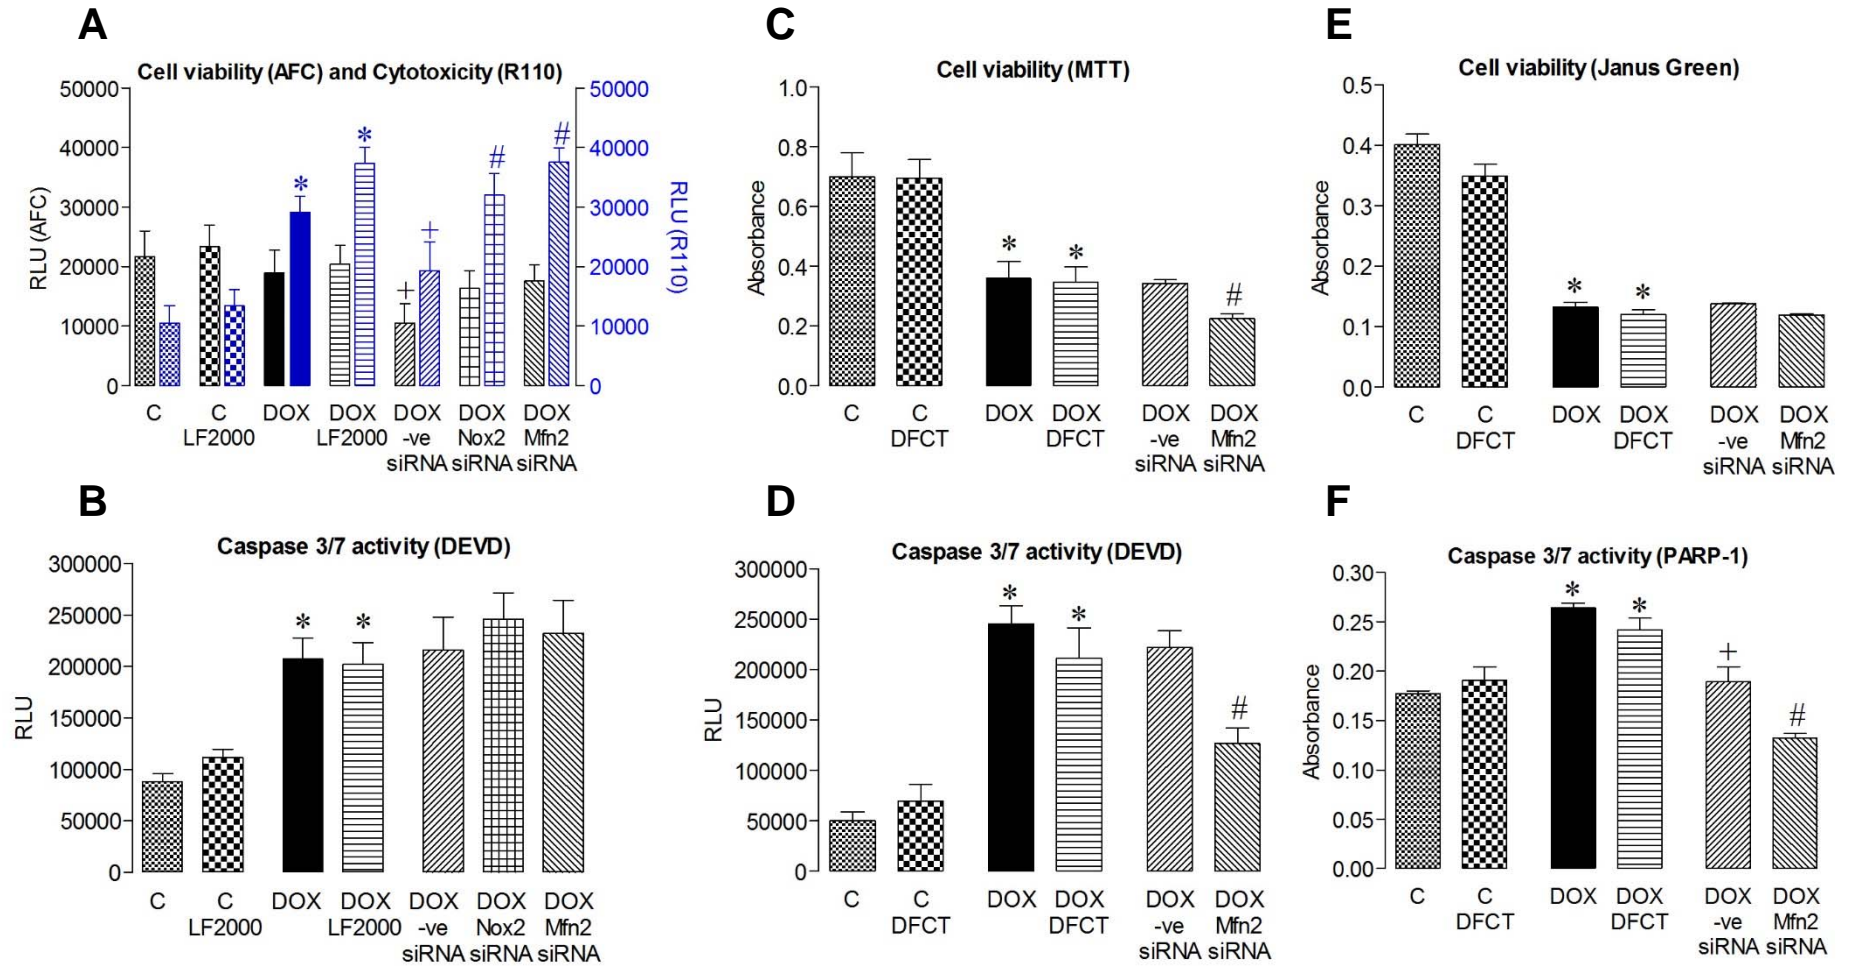 A
Cell viability (AFC) and Cytotoxicity (R110)
50000
40000
30000
20000
10000
0
RLU (AFC)
50000
40000
30000
20000
10000
0
RLU (R110)
* * + + # #
C C DOX DOX DOX DOX DOX
LF2000 LF2000 -ve Nox2 Mfn2
siRNA siRNA siRNA
B
Caspase 3/7 activity (DEVD)
300000
250000
200000
150000
100000
50000
0
RLU
* *
C C DOX DOX DOX DOX DOX
LF2000 LF2000 -ve Nox2 Mfn2
siRNA siRNA siRNA
C
Cell viability (MTT)
1.0
0.8
0.6
0.4
0.2
0.0
Absorbance
* * #
C C DOX DOX DOX DOX
DFCT DFCT -ve Mfn2
siRNA siRNA
D
Caspase 3/7 activity (DEVD)
300000
250000
200000
150000
100000
50000
0
RLU
* * #
C C DOX DOX DOX DOX
DFCT DFCT -ve Mfn2
siRNA siRNA
E
Cell viability (Janus Green)
0.5
0.4
0.3
0.2
0.1
0.0
Absorbance
* *
C C DOX DOX DOX DOX
DFCT DFCT -ve Mfn2
siRNA siRNA
F
Caspase 3/7 activity (PARP-1)
0.30
0.25
0.20
0.15
0.10
0.05
0.00
Absorbance
* * + #
C C DOX DOX DOX DOX
DFCT DFCT -ve Mfn2
siRNA siRNA